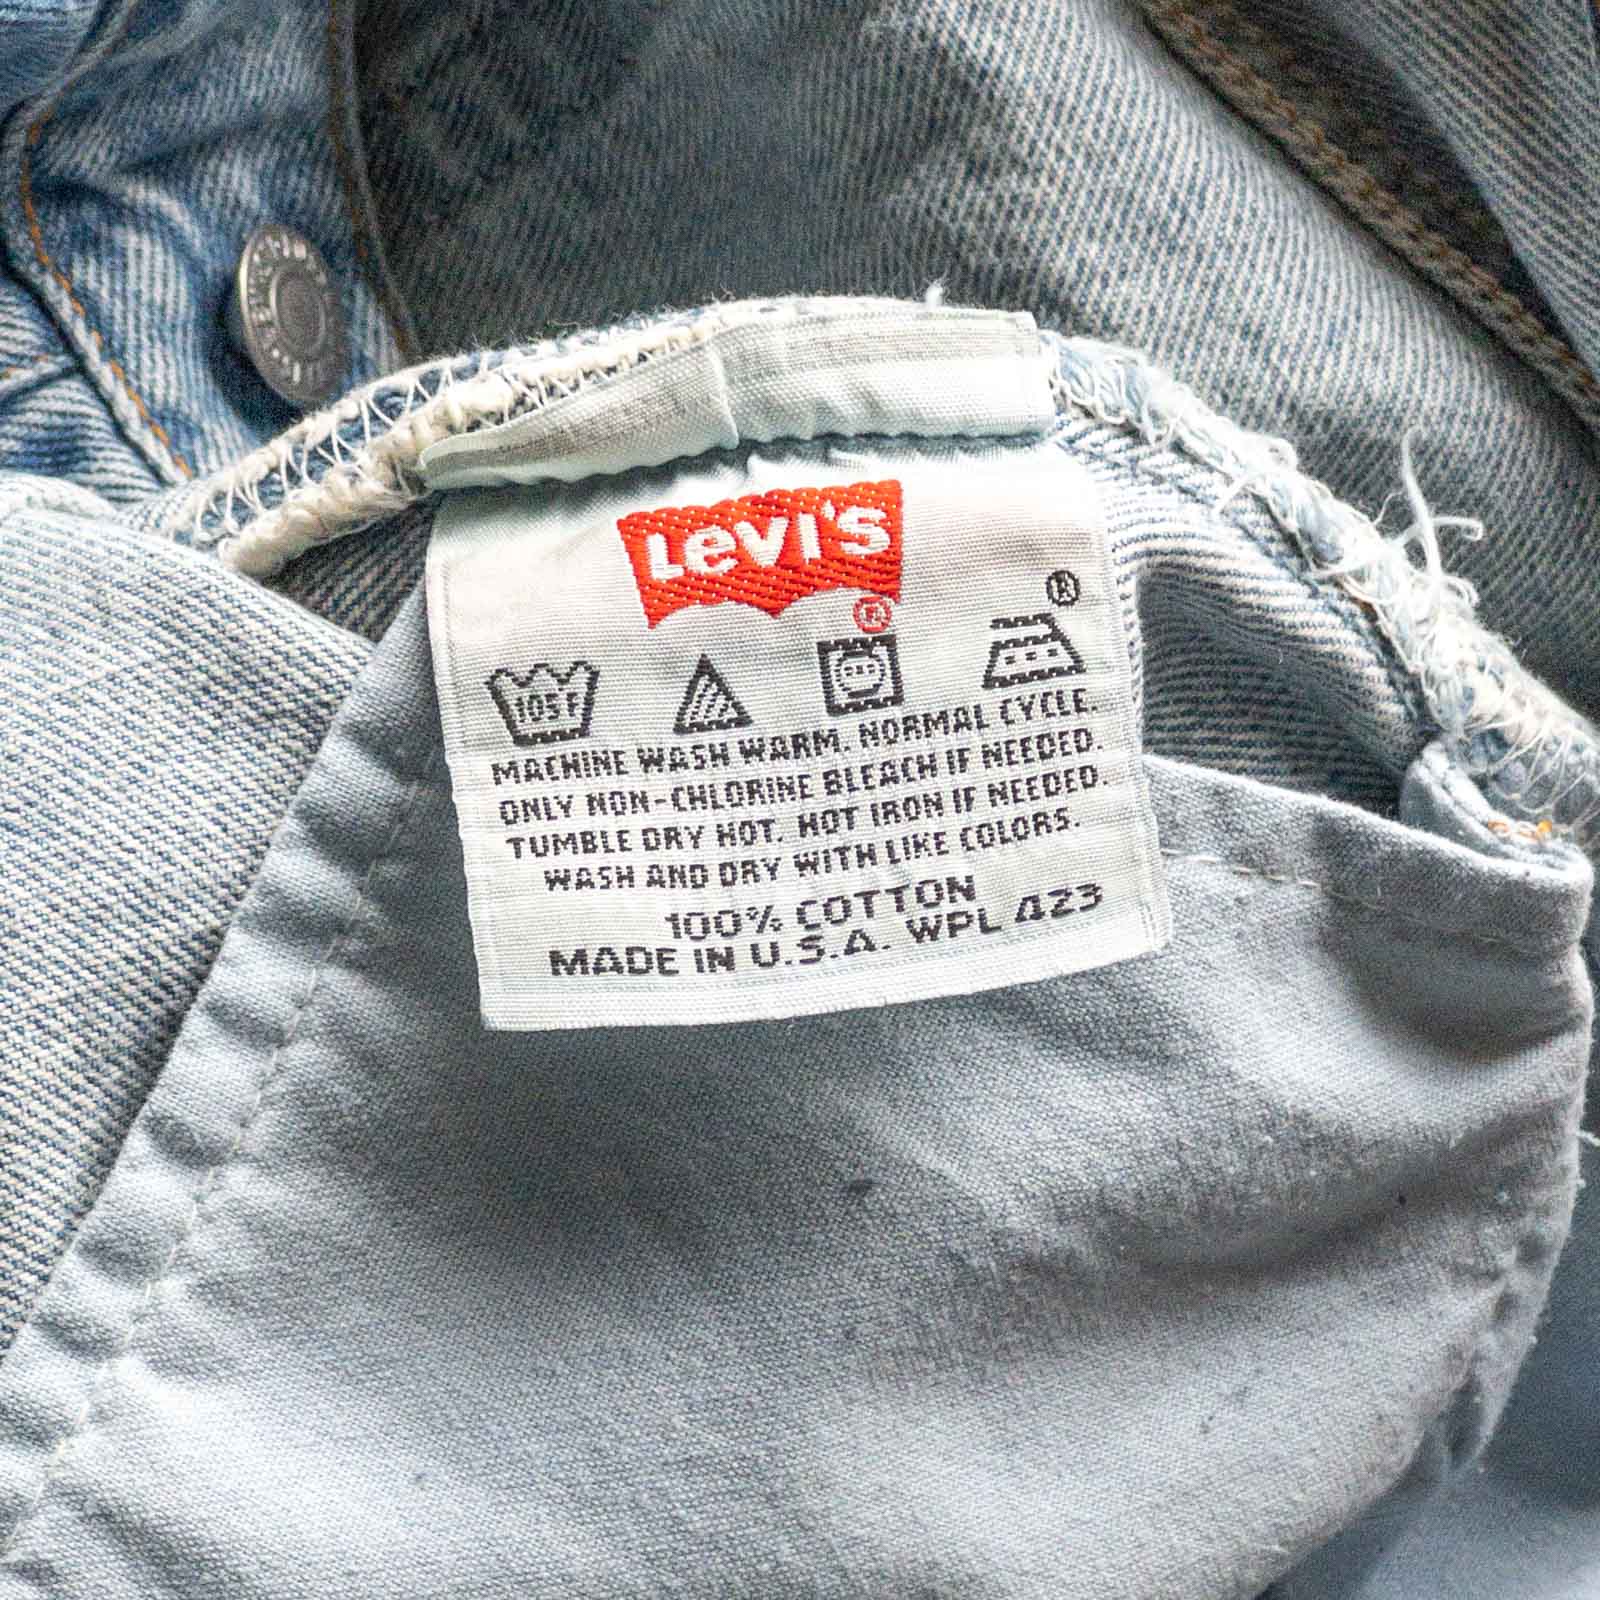 Levi's
®
®
105F
MACHINE WASH WARM. NORMAL CYCLE.
ONLY NON-CHLORINE BLEACH IF NEEDED.
TUMBLE DRY HOT. HOT IRON IF NEEDED.
WASH AND DRY WITH LIKE COLORS.
100% COTTON
MADE IN U.S.A. WPL 423